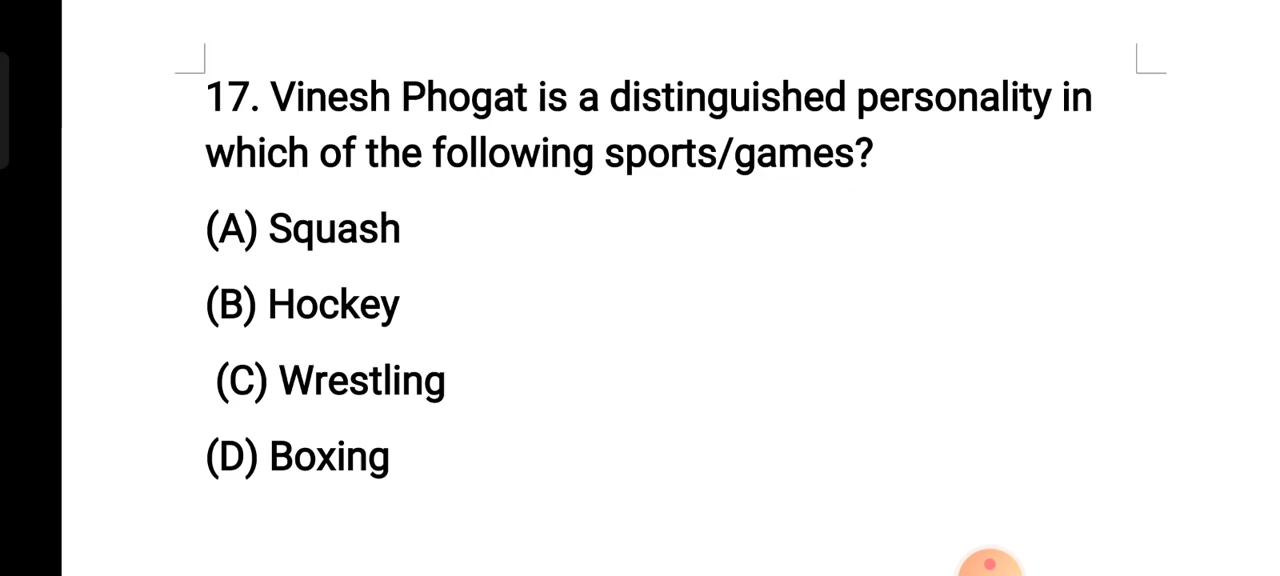 17. Vinesh Phogat is a distinguished personality in
which of the following sports/games?
(A) Squash
(B) Hockey
(C) Wrestling
(D) Boxing